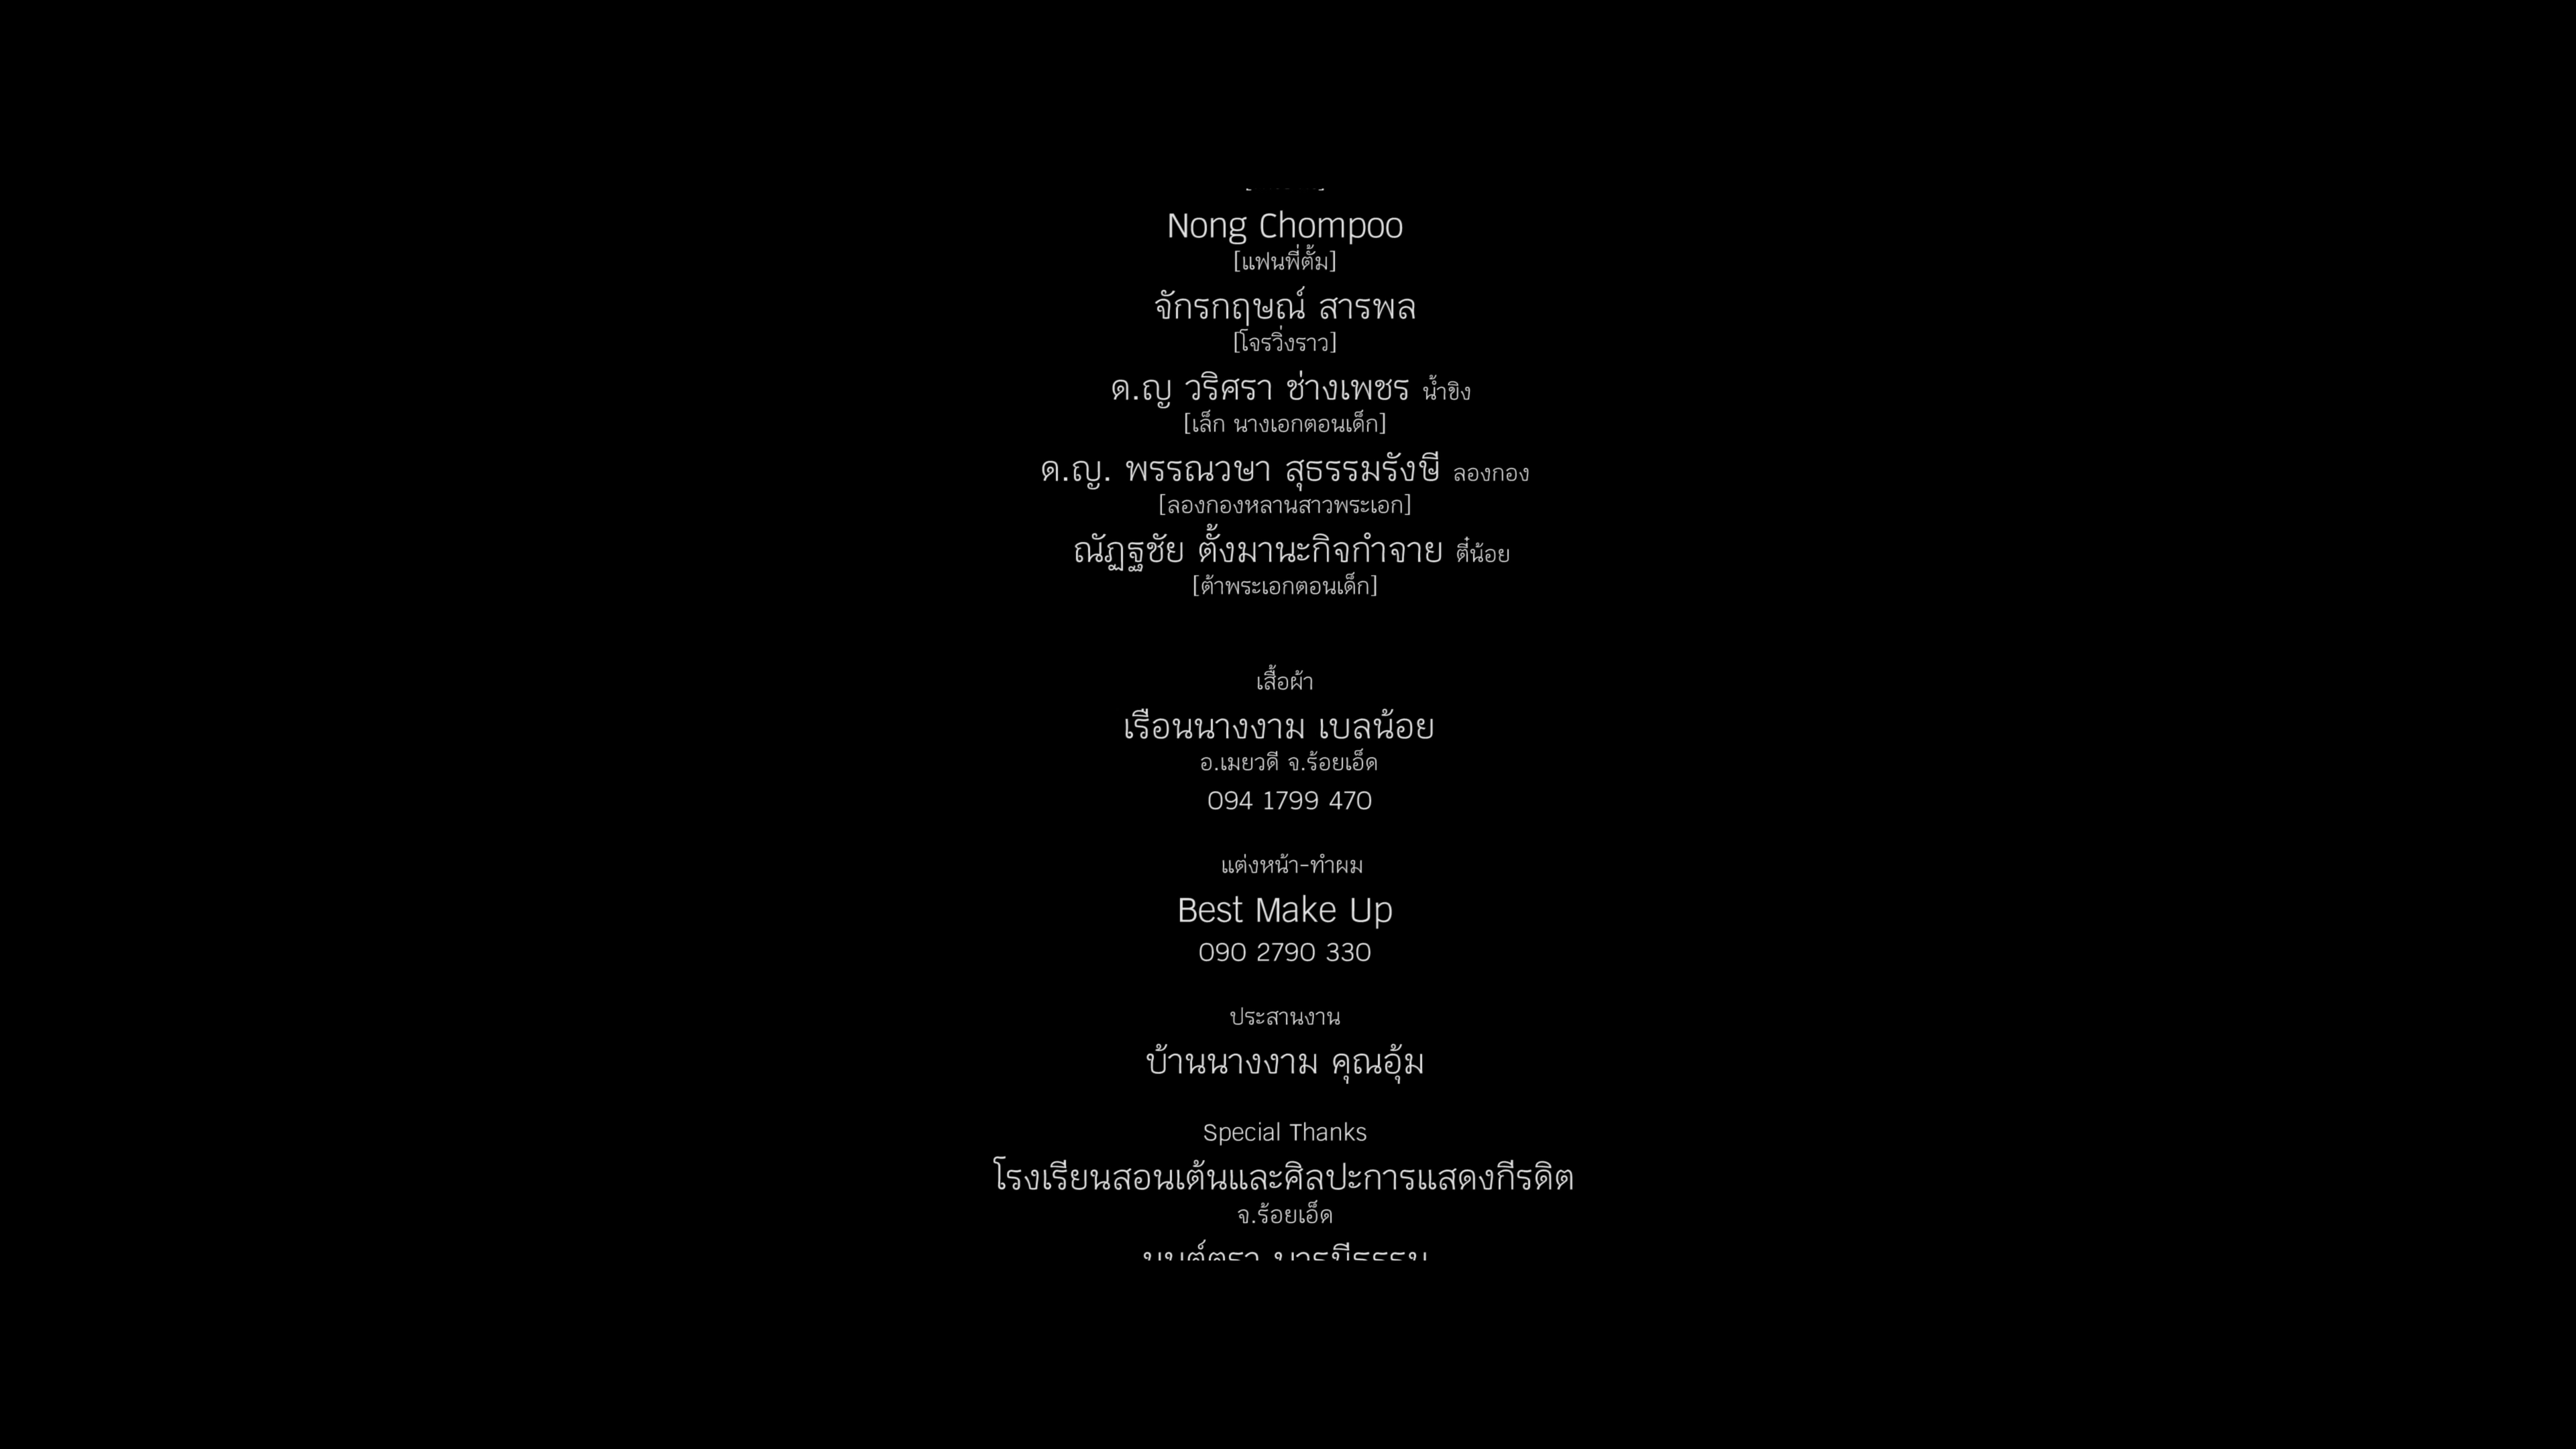 Nong Chompoo
[แฟนพี่ตั้ม]
จักรกฤษณ์ สารพล
[โจรวิ่งราว]
ด.ญ วริศรา ช่างเพชร น้ำขิง
[เล็ก นางเอกตอนเด็ก]
ด.ญ. พรรณวษา สุธรรมรังษี ลองกอง
[ลองกองหลานสาวพระเอก]
ณัฏฐชัย ตั้งมานะกิจกำจาย ตี๋น้อย
[ต้าพระเอกตอนเด็ก]
เสื้อผ้า
เรือนนางงาม เบลน้อย
อ.เมยวดี จ.ร้อยเอ็ด
094 1799 470
แต่งหน้า-ทำผม
Best Make Up
090 2790 330
ประสานงาน
บ้านนางงาม คุณอุ้ม
Special Thanks
โรงเรียนสอนเต้นและศิลปะการแสดงกีรดิต
จ.ร้อยเอ็ด